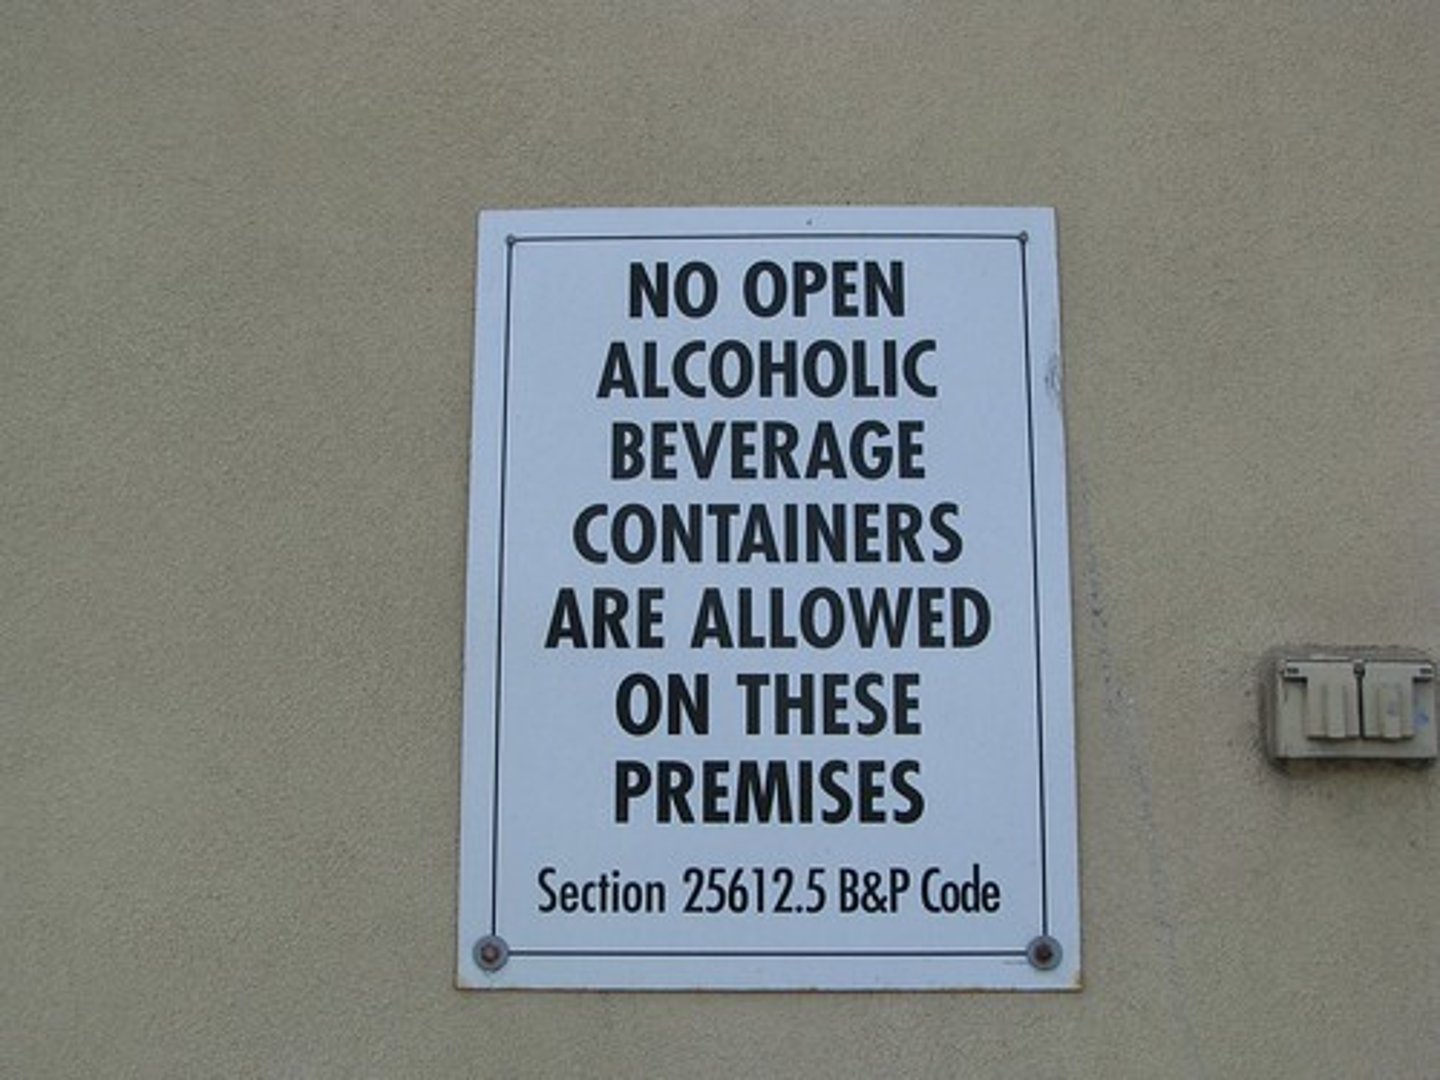 NO OPEN
ALCOHOLIC
BEVERAGE
CONTAINERS
ARE ALLOWED
ON THESE
PREMISES
Section 25612.5 B&P Code